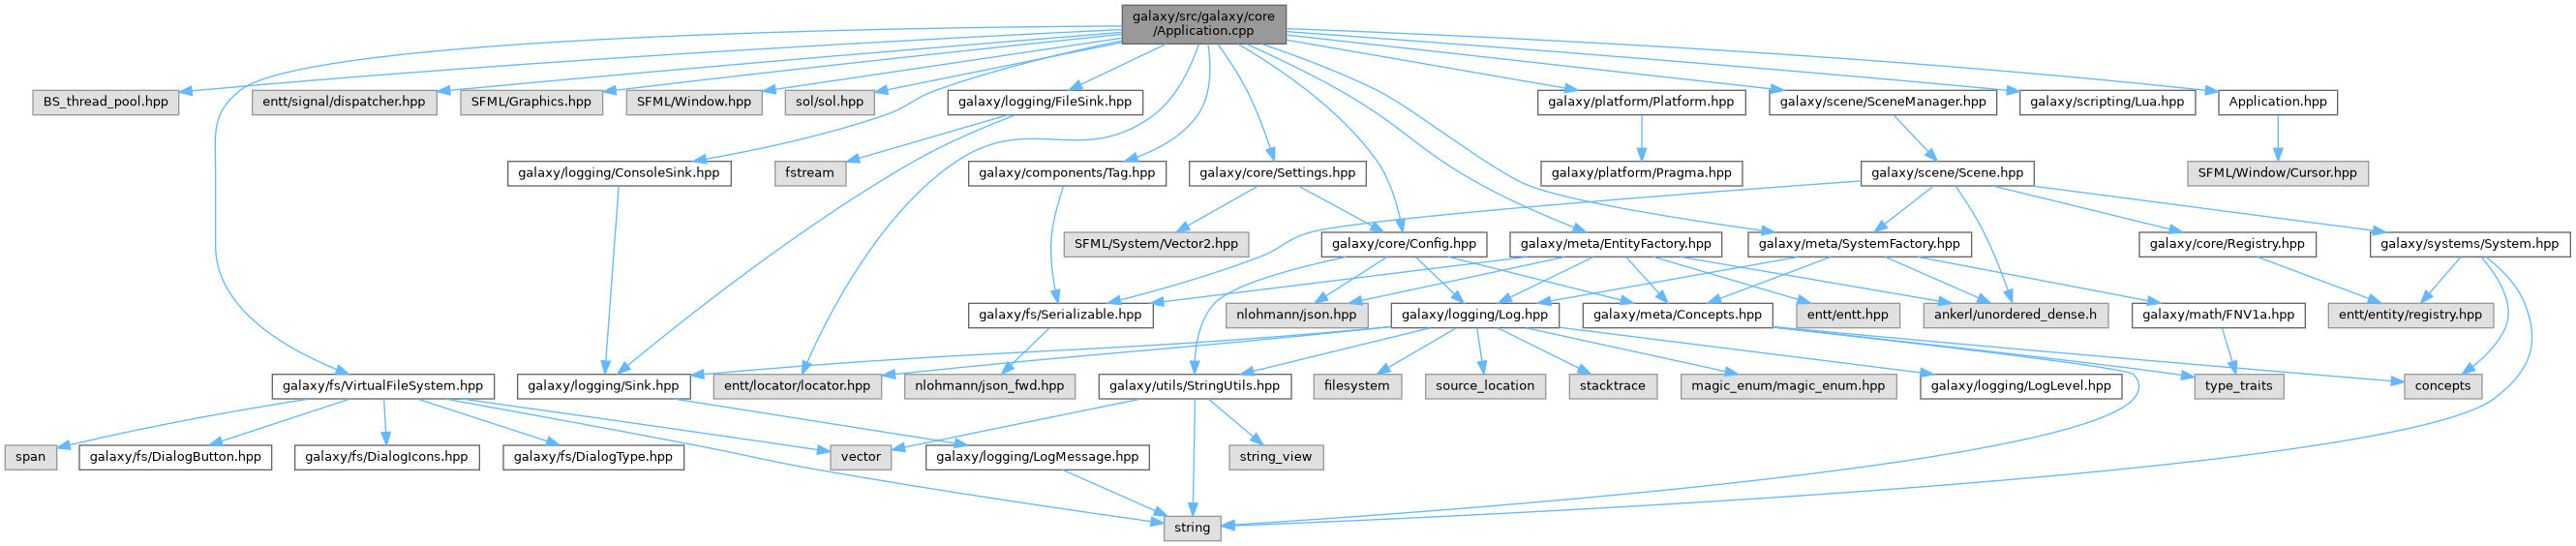 galaxy/src/galaxy/core
/Application.cpp
BS_thread_pool.hpp
entt/signal/dispatcher.hpp
SFML/Graphics.hpp
SFML/Window.hpp
sol/sol.hpp
galaxy/logging/FileSink.hpp
galaxy/platform/Platform.hpp
galaxy/scene/SceneManager.hpp
galaxy/scripting/Lua.hpp
Application.hpp
galaxy/logging/ConsoleSink.hpp
fstream
galaxy/components/Tag.hpp
galaxy/core/Settings.hpp
galaxy/platform/Pragma.hpp
galaxy/scene/Scene.hpp
SFML/Window/Cursor.hpp
SFML/System/Vector2.hpp
galaxy/core/Config.hpp
galaxy/meta/EntityFactory.hpp
galaxy/meta/SystemFactory.hpp
galaxy/core/Registry.hpp
galaxy/systems/System.hpp
galaxy/fs/Serializable.hpp
nlohmann/json.hpp
galaxy/logging/Log.hpp
galaxy/meta/Concepts.hpp
entt/entt.hpp
ankerl/unordered_dense.h
galaxy/math/FNV1a.hpp
entt/entity/registry.hpp
galaxy/fs/VirtualFileSystem.hpp
galaxy/logging/Sink.hpp
entt/locator/locator.hpp
nlohmann/json_fwd.hpp
galaxy/utils/StringUtils.hpp
filesystem
source_location
stacktrace
magic_enum/magic_enum.hpp
galaxy/logging/LogLevel.hpp
type_traits
concepts
span
galaxy/fs/DialogButton.hpp
galaxy/fs/DialogIcons.hpp
galaxy/fs/DialogType.hpp
vector
galaxy/logging/LogMessage.hpp
string_view
string